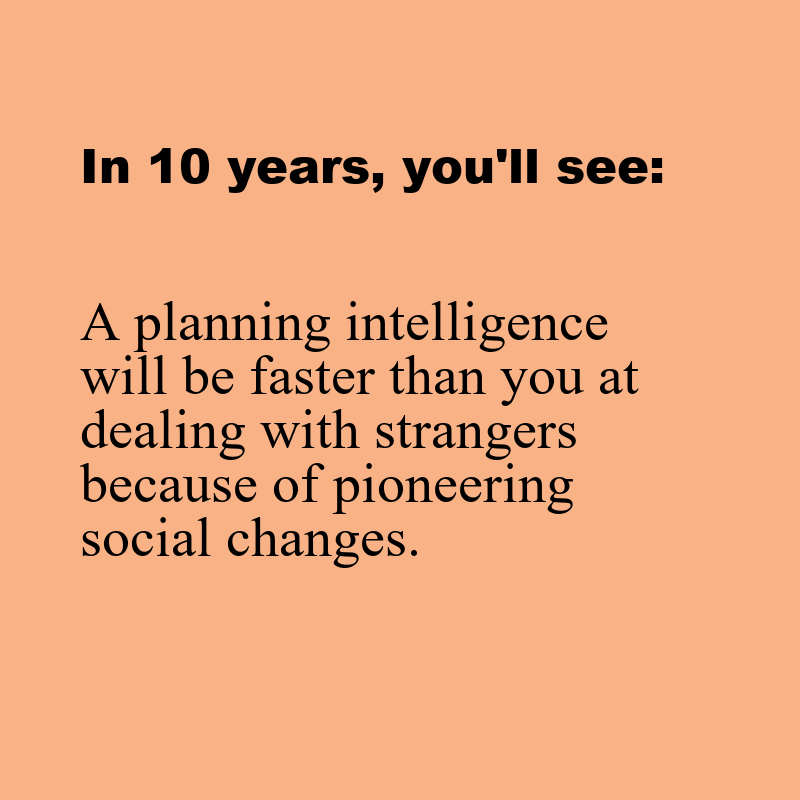 In 10 years, you'll see:
A planning intelligence
will be faster than you at
dealing with strangers
because of pioneering
social changes.